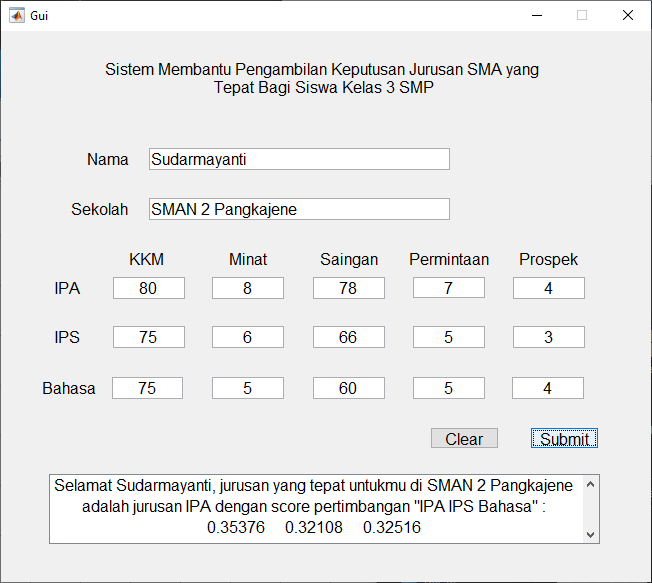 Gui
Sistem Membantu Pengambilan Keputusan Jurusan SMA yang
Tepat Bagi Siswa Kelas 3 SMP
Nama Sudarmayanti
Sekolah SMAN 2 Pangkajene
KKM Minat Saingan Permintaan Prospek
IPA 80 8 78 7 4
IPS 75 6 66 5 3
Bahasa 75 5 60 5 4
Clear Submit
Selamat Sudarmayanti, jurusan yang tepat untukmu di SMAN 2 Pangkajene
adalah jurusan IPA dengan score pertimbangan "IPA IPS Bahasa" :
0.35376 0.32108 0.32516